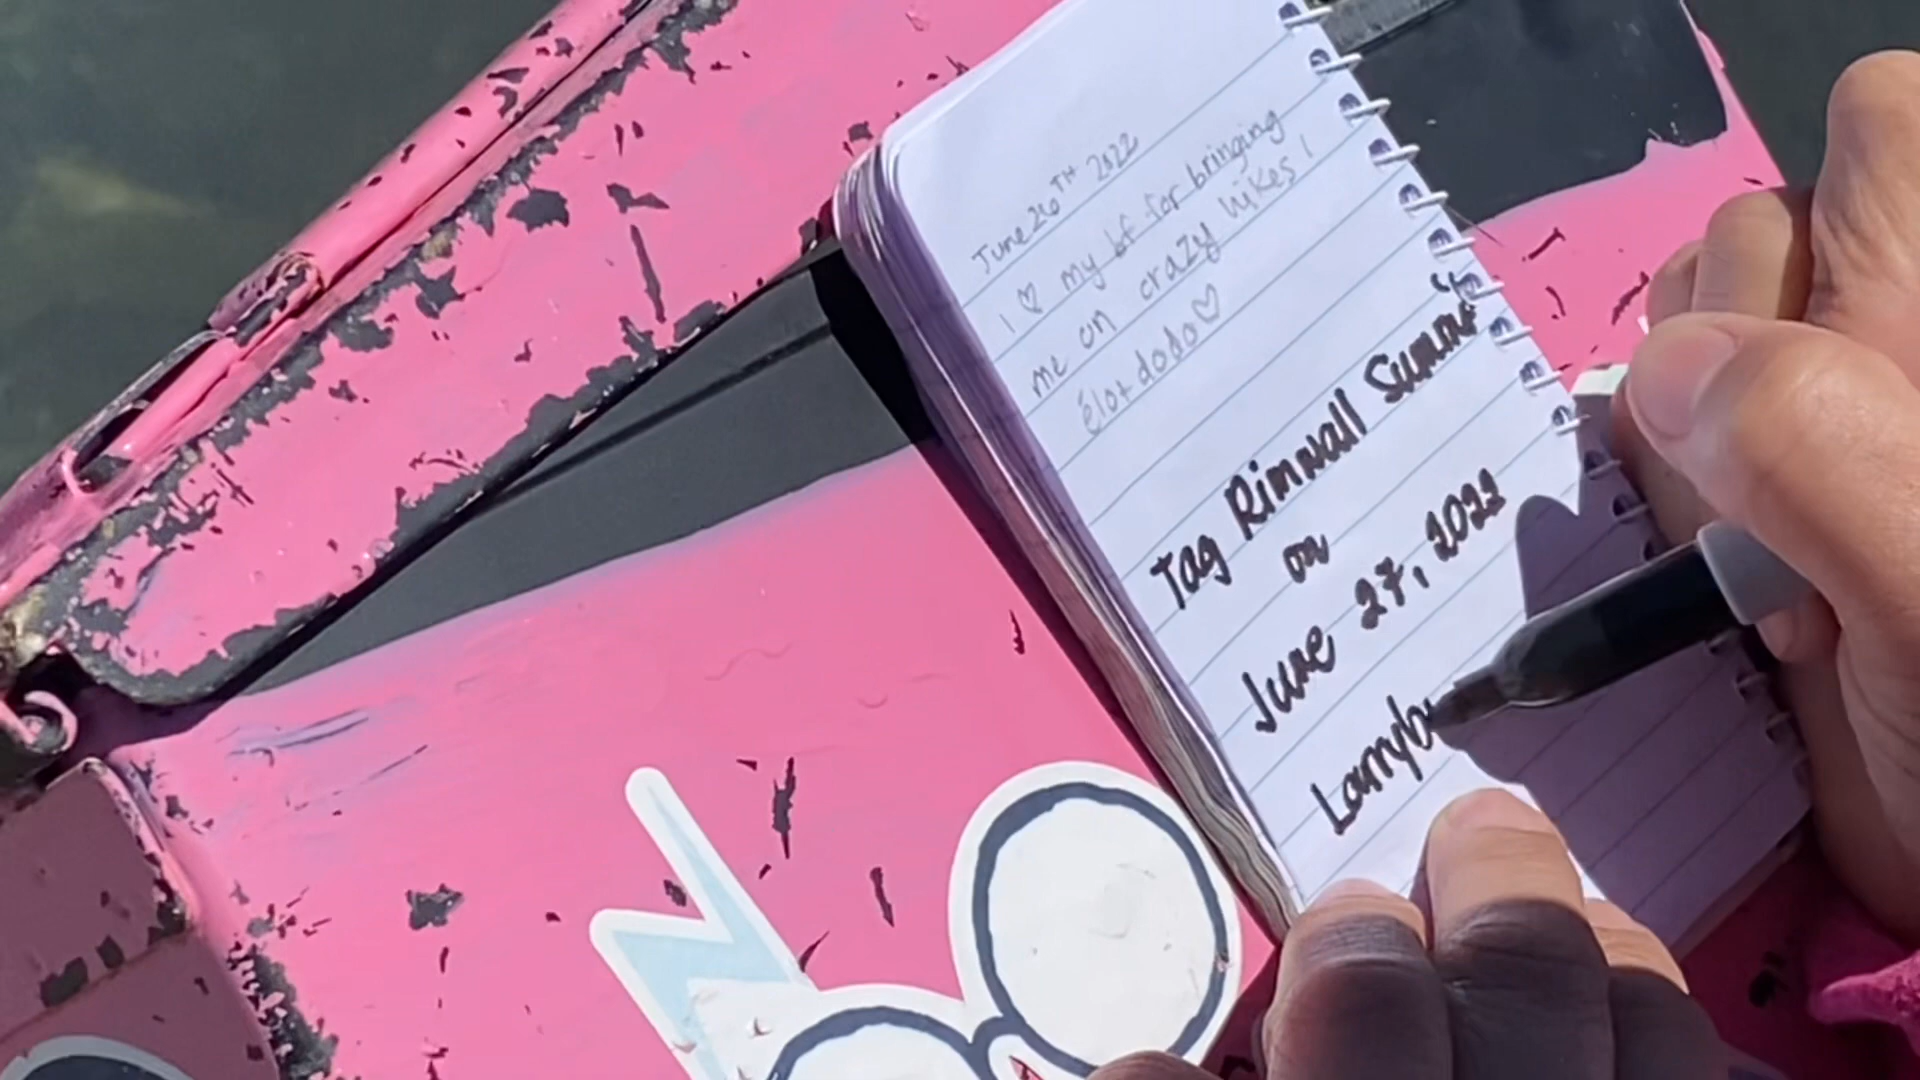 June 26TH 2022
I ♡ my bf for bringing
me on crazy hikes!
élot dodo ♡
Tag Rimwall Summit
on
June 27, 2022
Larryb